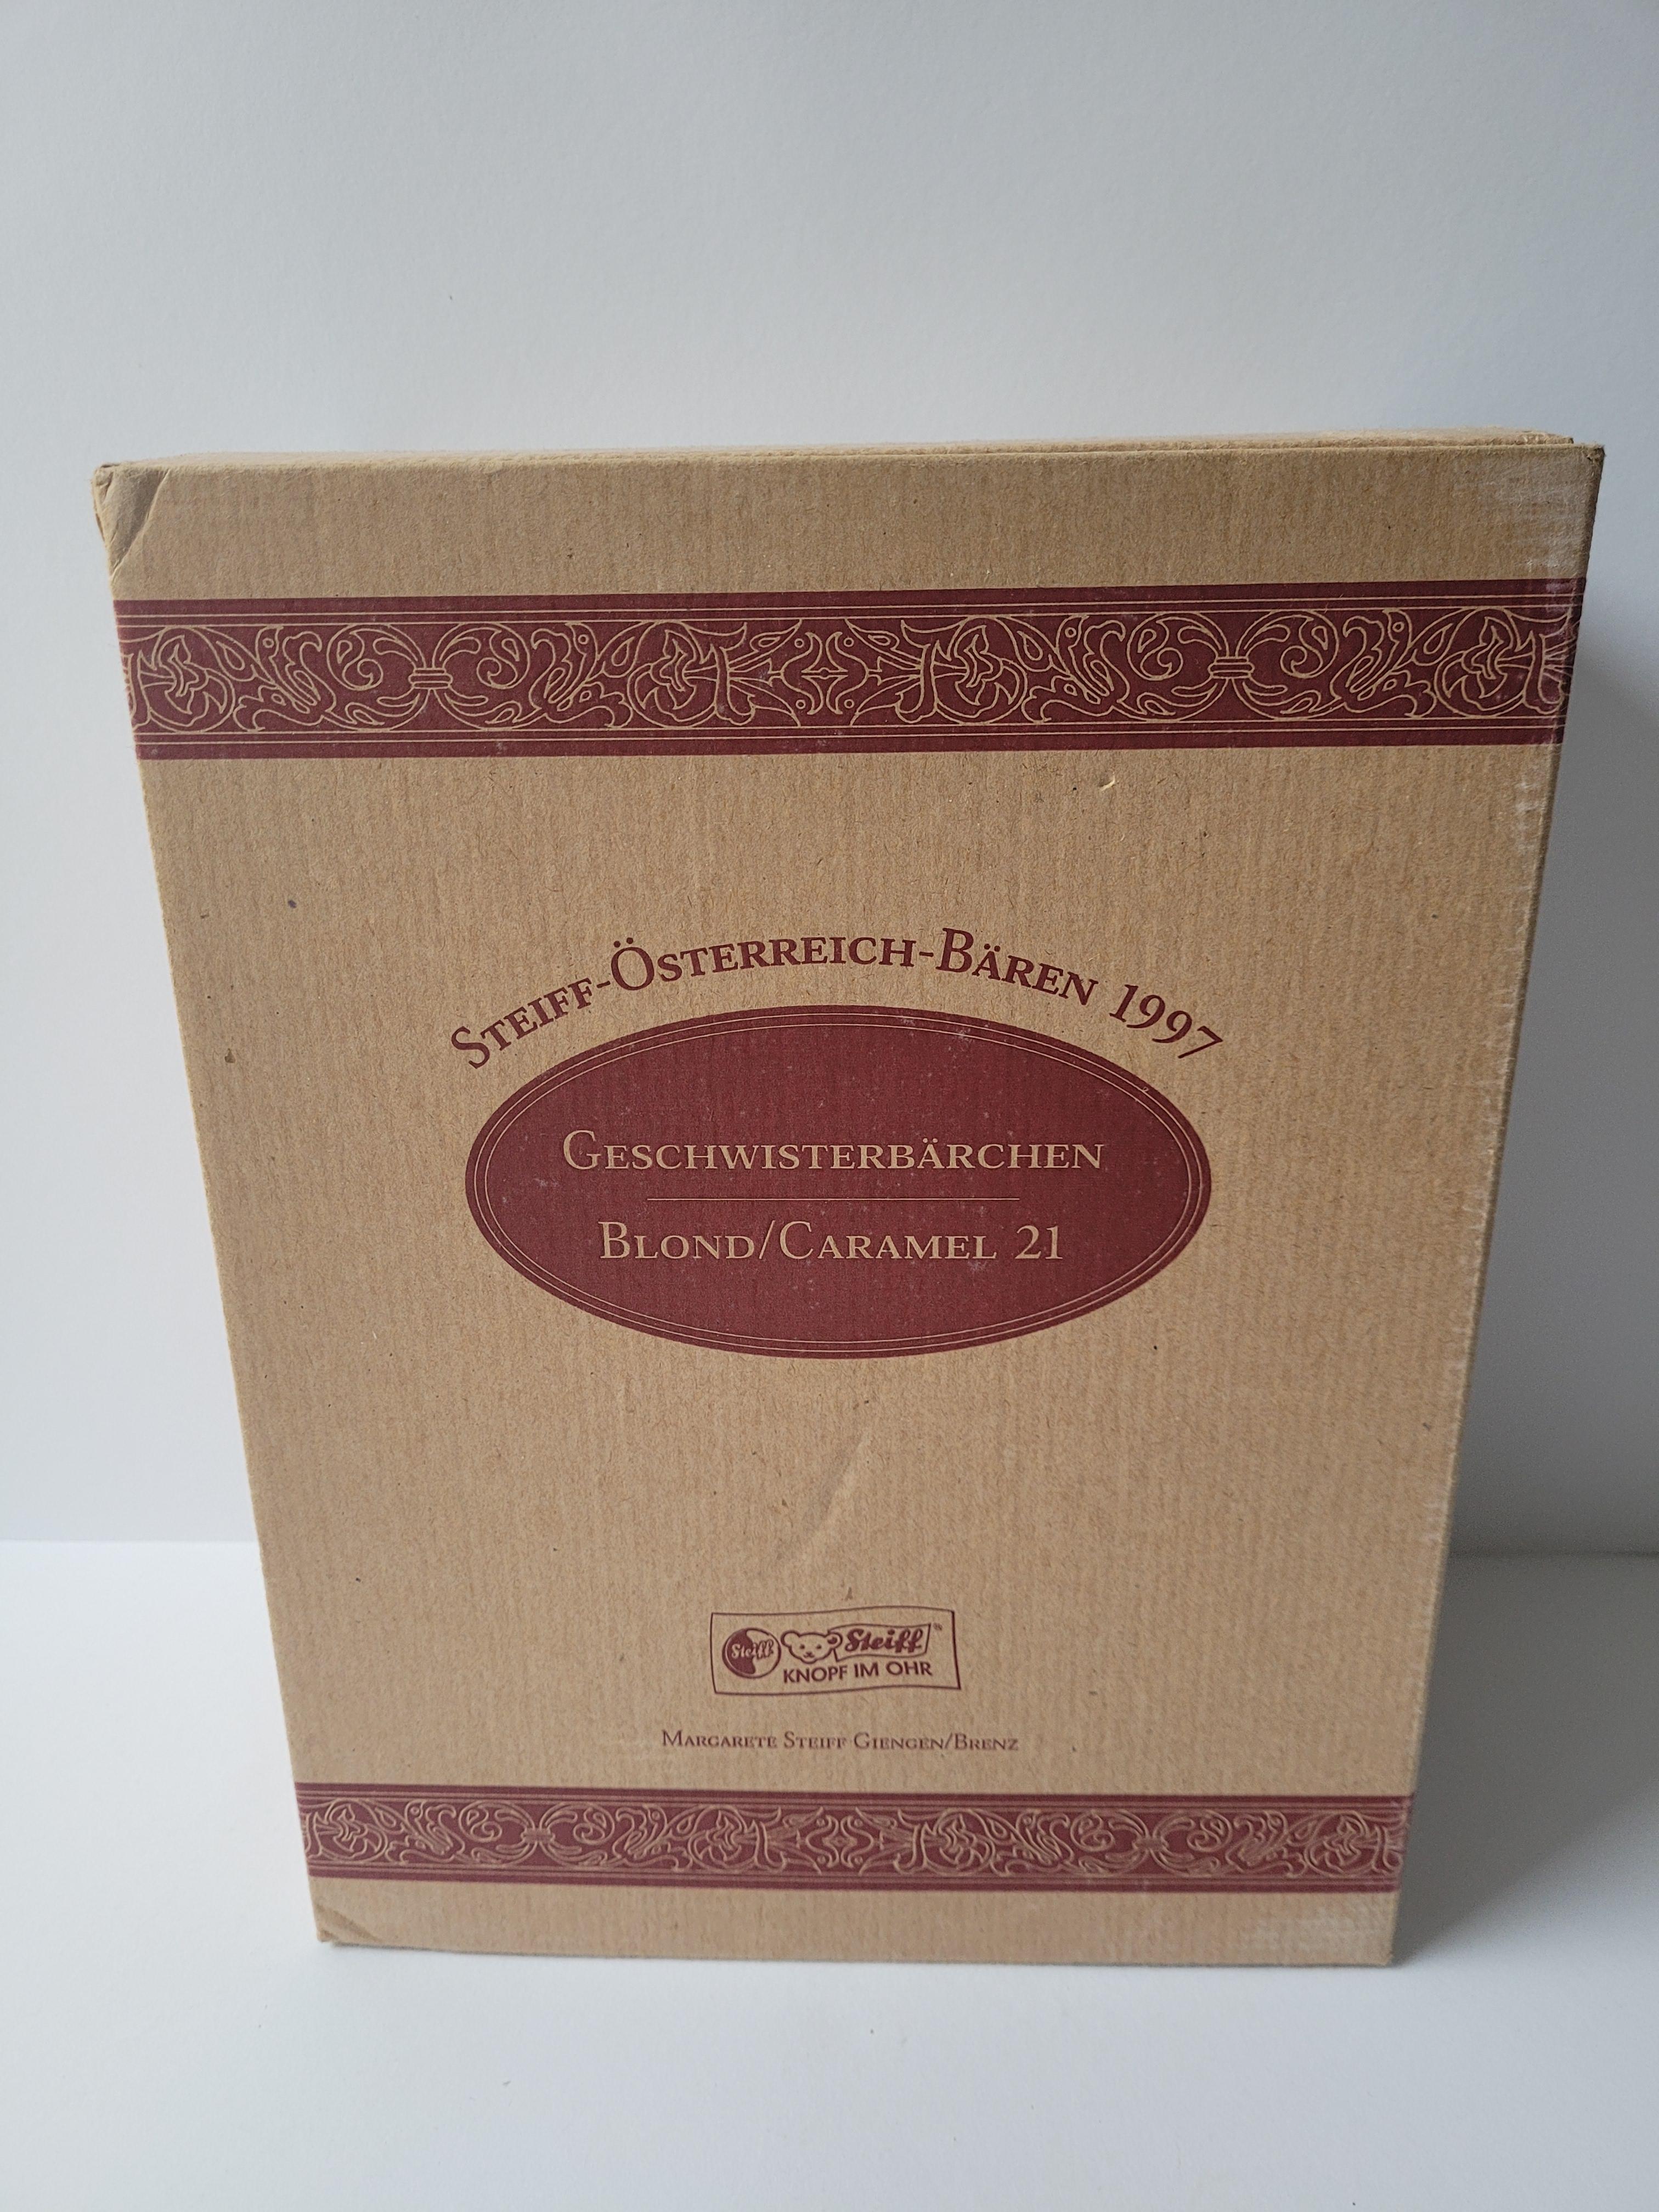 Steiff-Österreich-Bären 1997
Geschwisterbärchen
Blond/Caramel 21
Steiff
Steiff
KNOPF IM OHR
Margarete Steiff Giengen/Brenz